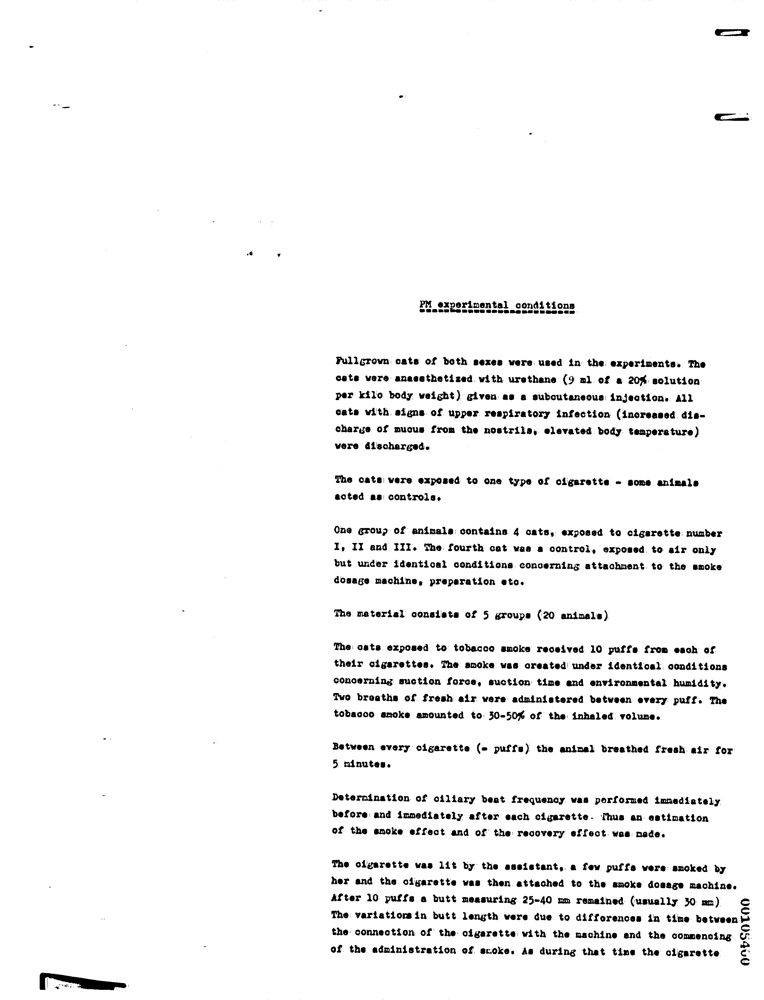 PM experimental conditions
Fullgrown cats of both sexes were used in the experiments. The
cats were anaesthetized with urethane (9 ml of a 20% solution
per kilo body weight) given as a subcutaneous injection. All
cats with signs of upper respiratory infection (increased dis-
charge of mucus from the nostrils, elevated body temperature)
were discharged.
The cats were exposed to one type of cigarette - some animals
acted as controls.
One group of animals contains 4 cats, exposed to cigarette number
I, II and III. The fourth cat was a control, exposed to air only
but under identical conditions concerning attachment to the smoke
dosage machine, preparation etc.
The material consists of 5 groups (20 animals)
The cats exposed to tobacco smoke received 10 puffs from each of
their cigarettes. The smoke was created under identical conditions
concerning suction force, suction time and environmental humidity.
Two breaths of fresh air were administered between every puff. The
tobacco smoke amounted to 30-50% of the inhaled volume.
Between every cigarette (= puffs) the animal breathed fresh air for
5 minutes.
Determination of ciliary beat frequency was performed immediately
before and immediately after each cigarette. Thus an estimation
of the smoke effect and of the recovery effect was made.
The cigarette was lit by the assistant, a few puffs were smoked by
her and the cigarette was then attached to the smoke dosage machine.
After 10 puffs a butt measuring 25-40 mm remained (usually 30 mm)
The variations in butt length were due to differences in time between
the connection of the cigarette with the machine and the commencing
of the administration of smoke. As during that time the cigarette
00105460